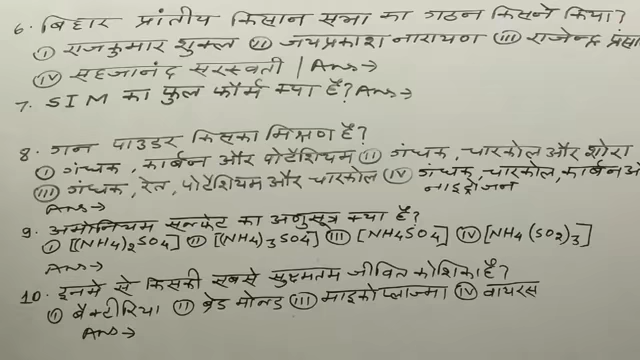 6. बिहार प्रांतीय किसान सभा का गठन किसने किया?
(i) राजकुमार शुक्ल (ii) जयप्रकाश नारायण (iii) राजेन्द्र प्रसा
(iv) सहजानंद सरस्वती | Ans→
7. SIM का फुल फौर्म क्या है? Ans→
8. गन पाउडर किसका मिश्रण है?
(i) गंधक, कार्बन और पोटैशियम (ii) गंधक, चारकोल और शोरा
(iii) गंधक, रेत, पोटैशियम और चारकोल (iv) गंधक, चारकोल, कार्बन औ
नाइट्रोजन
Ans→
9. अमोनियम सल्फेट का अणुसूत्र क्या है?
(i) [(NH4)2SO4] (ii) [(NH4)3SO4] (iii) [NH4SO4] (iv) [NH4(SO2)3]
Ans→
10. इनमे से किसकी सबसे सुक्ष्मतम जीवित कोशिका है?
(i) बैक्टीरिया (ii) ब्रेड मोल्ड (iii) माइकोप्लाज्मा (iv) वायरस
Ans→